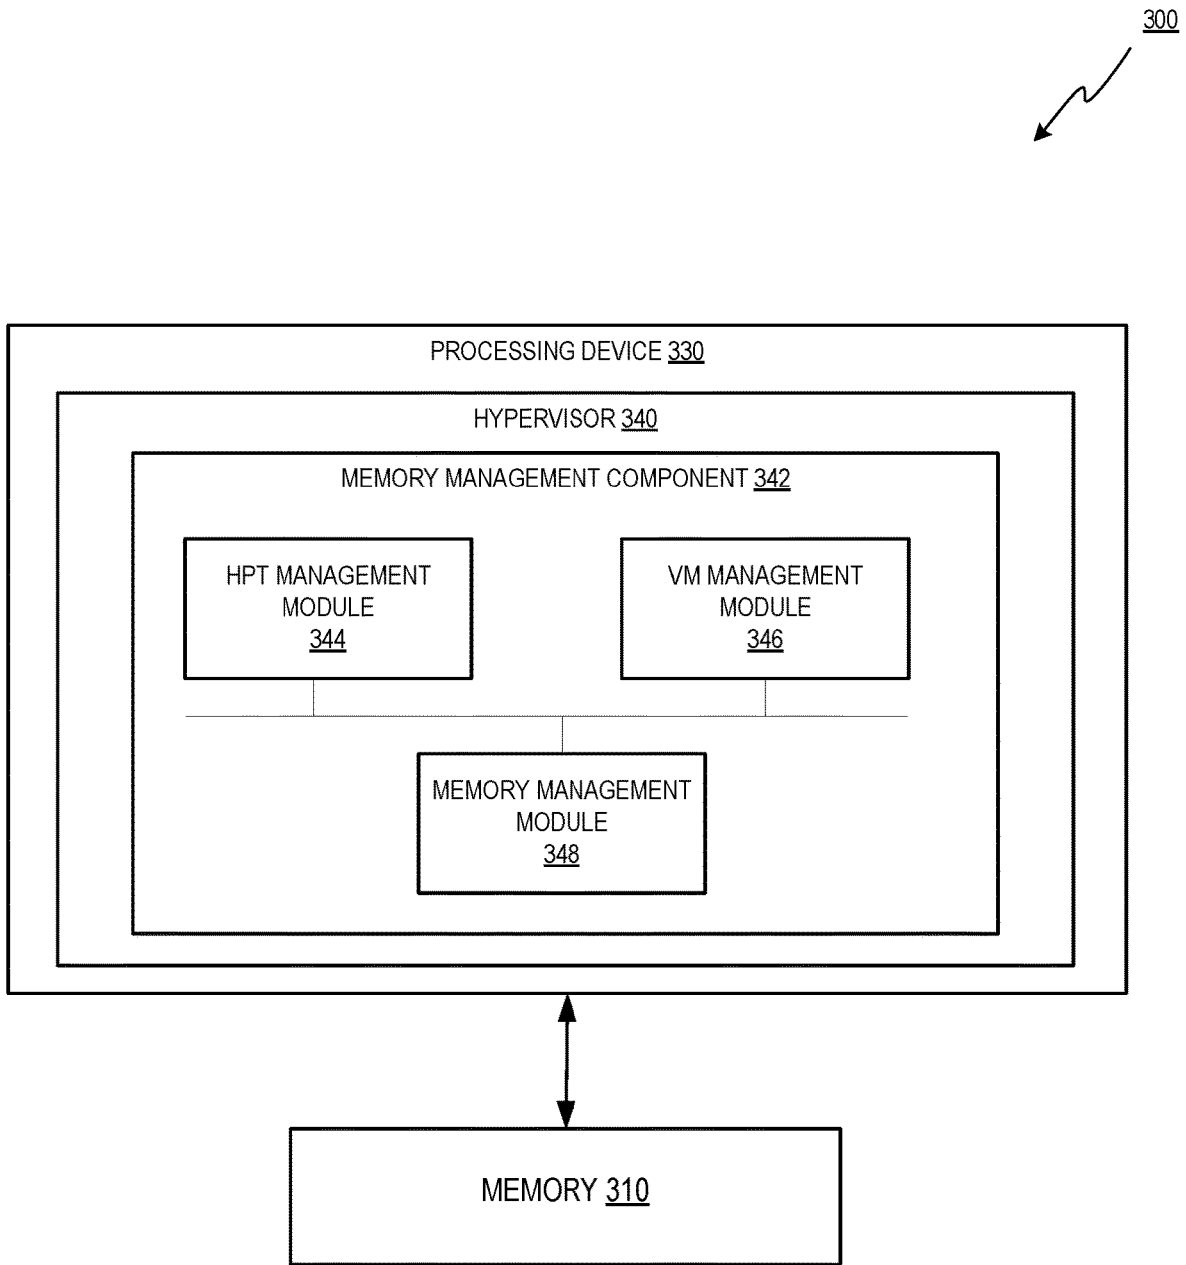 300
PROCESSING DEVICE 330
HYPERVISOR 340
MEMORY MANAGEMENT COMPONENT 342
HPT MANAGEMENT
MODULE
344
VM MANAGEMENT
MODULE
346
MEMORY MANAGEMENT
MODULE
348
MEMORY 310